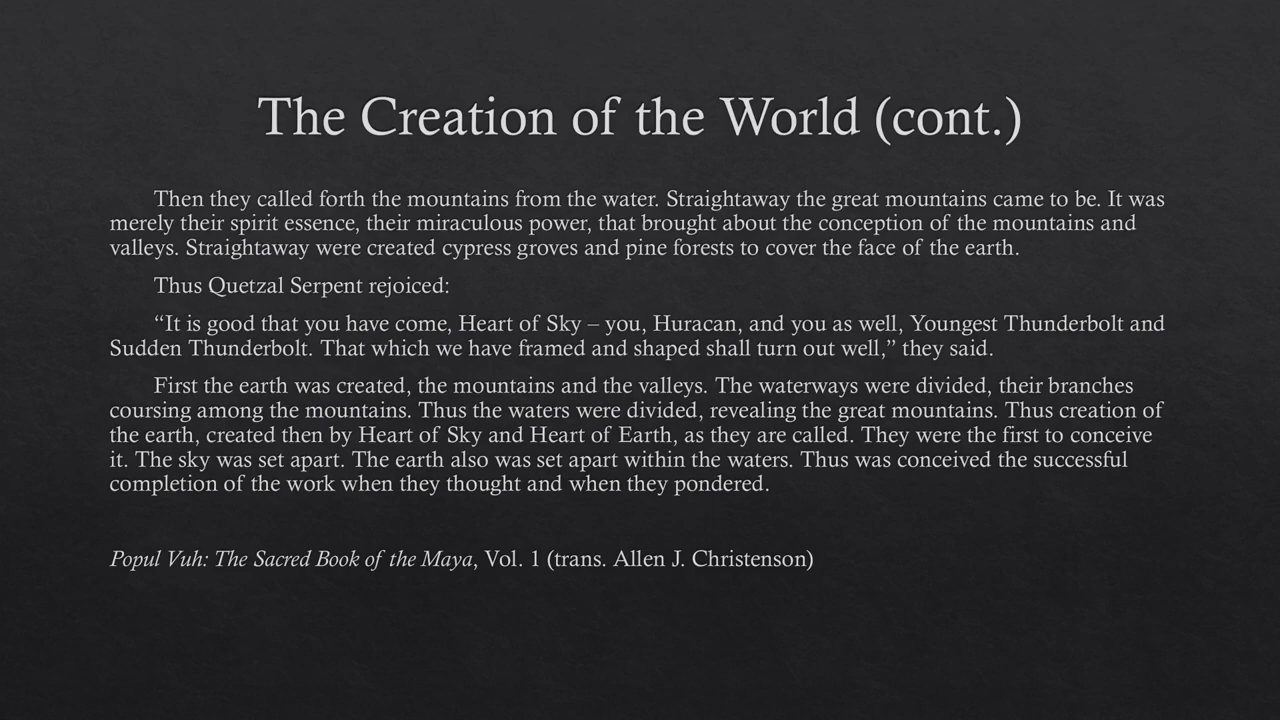 The Creation of the World (cont.)
Then they called forth the mountains from the water. Straightaway the great mountains came to be. It was
merely their spirit essence, their miraculous power, that brought about the conception of the mountains and
valleys. Straightaway were created cypress groves and pine forests to cover the face of the earth.
Thus Quetzal Serpent rejoiced:
“It is good that you have come, Heart of Sky – you, Huracan, and you as well, Youngest Thunderbolt and
Sudden Thunderbolt. That which we have framed and shaped shall turn out well,” they said.
First the earth was created, the mountains and the valleys. The waterways were divided, their branches
coursing among the mountains. Thus the waters were divided, revealing the great mountains. Thus creation of
the earth, created then by Heart of Sky and Heart of Earth, as they are called. They were the first to conceive
it. The sky was set apart. The earth also was set apart within the waters. Thus was conceived the successful
completion of the work when they thought and when they pondered.
Popul Vuh: The Sacred Book of the Maya, Vol. 1 (trans. Allen J. Christenson)